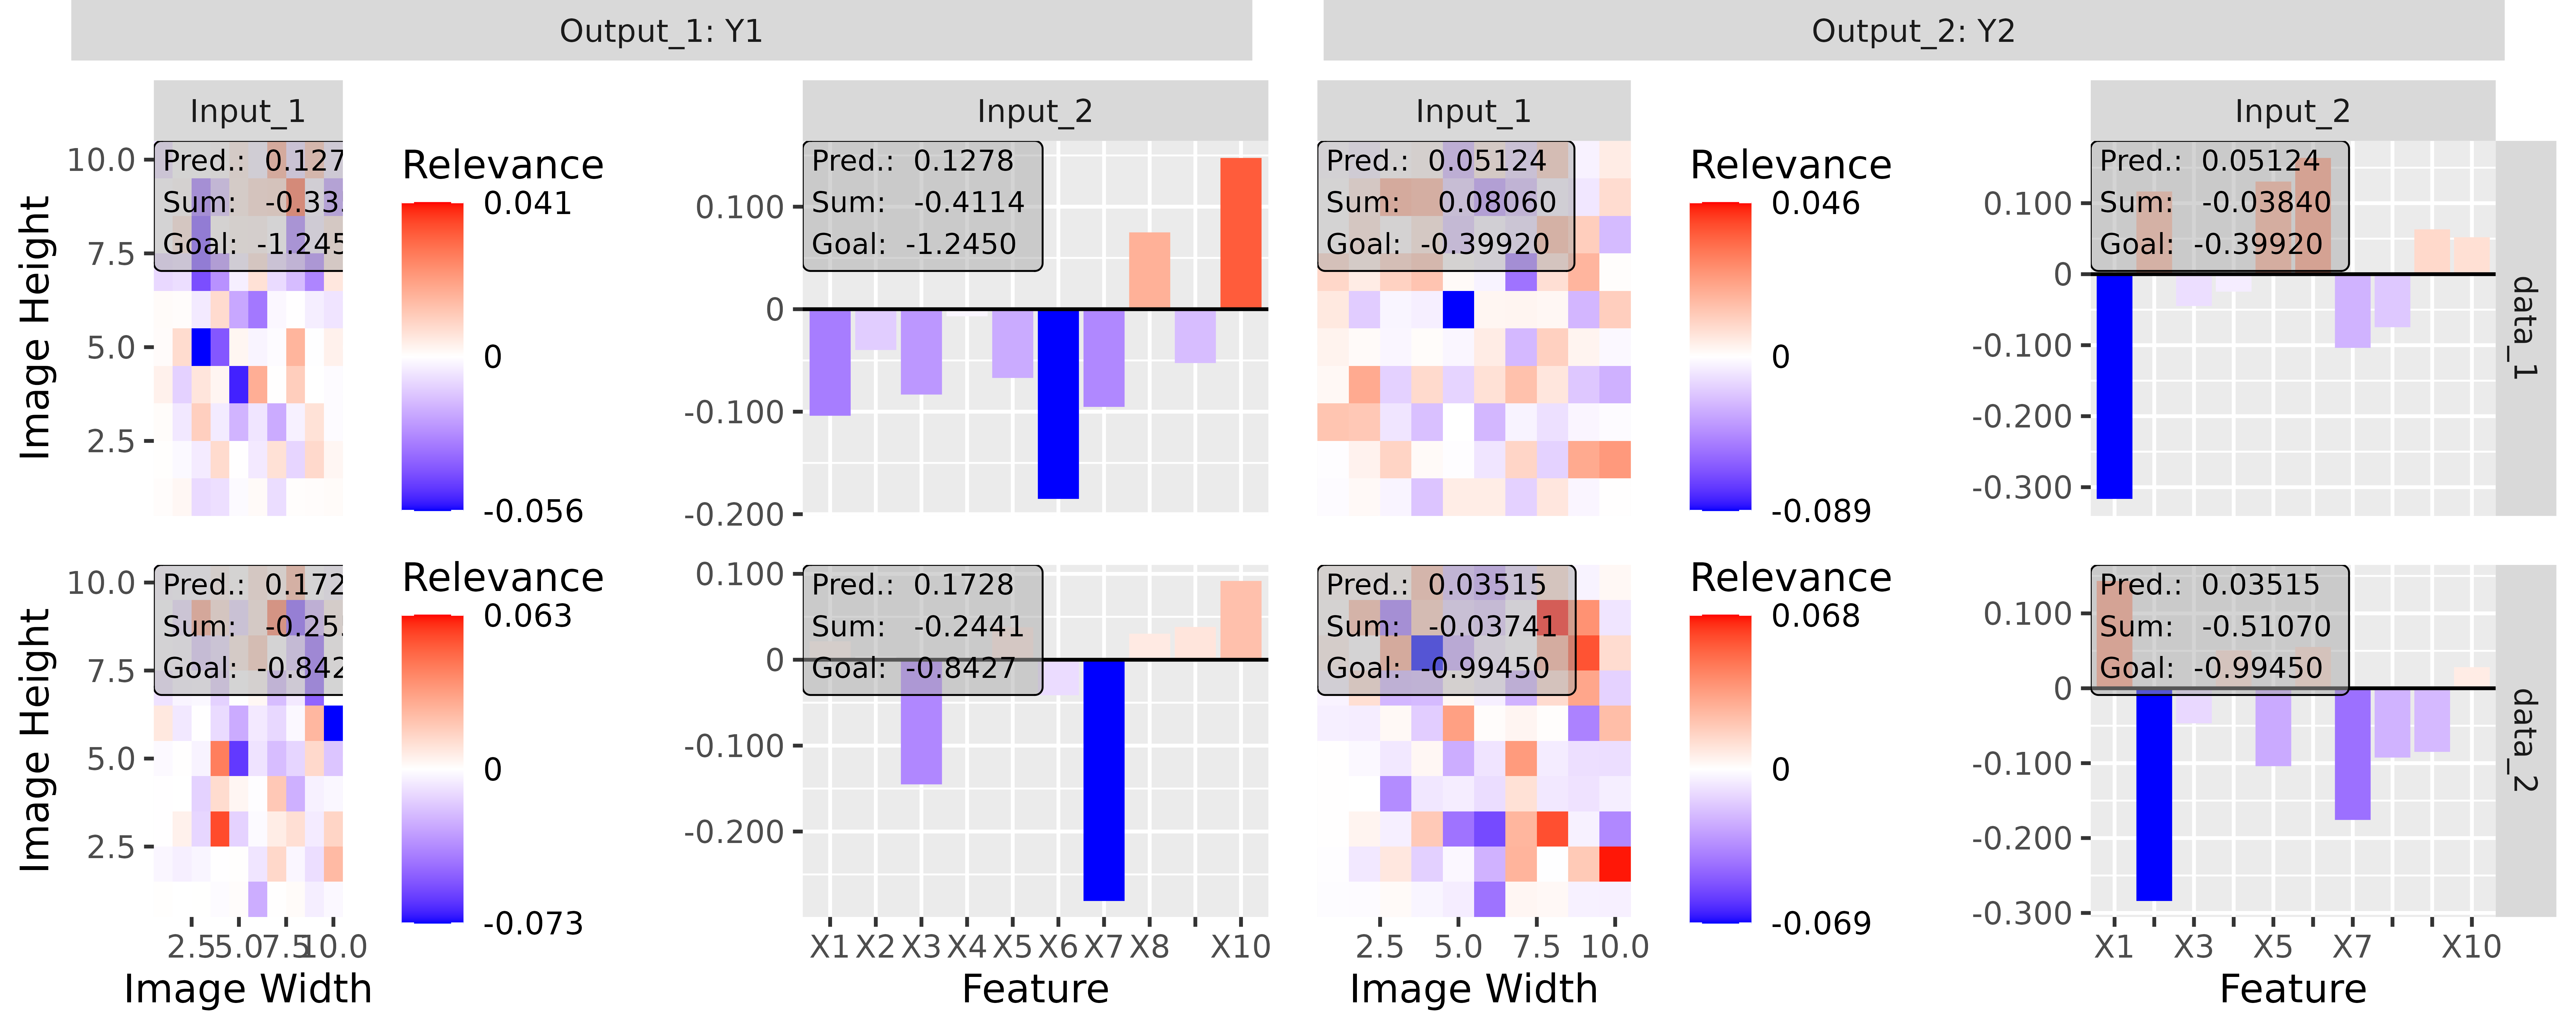 Output_1: Y1
Output_2: Y2
Input_1
Input_2
Input_1
Input_2
Image Height
10.0
7.5
5.0
2.5
Pred.: 0.127
Sum: -0.33
Goal: -1.245
Relevance
0.041
0
-0.056
0.100
0
-0.100
-0.200
Pred.: 0.1278
Sum: -0.4114
Goal: -1.2450
Pred.: 0.05124
Sum: 0.08060
Goal: -0.39920
Relevance
0.046
0
-0.089
0.100
0
-0.100
-0.200
-0.300
Pred.: 0.05124
Sum: -0.03840
Goal: -0.39920
data_1
Image Height
10.0
7.5
5.0
2.5
Pred.: 0.172
Sum: -0.25
Goal: -0.842
Relevance
0.063
0
-0.073
0.100
0
-0.100
-0.200
Pred.: 0.1728
Sum: -0.2441
Goal: -0.8427
Pred.: 0.03515
Sum: -0.03741
Goal: -0.99450
Relevance
0.068
0
-0.069
0.100
0
-0.100
-0.200
-0.300
Pred.: 0.03515
Sum: -0.51070
Goal: -0.99450
data_2
2.5 5.0 7.5 10.0
X1 X2 X3 X4 X5 X6 X7 X8 X10
2.5 5.0 7.5 10.0
X1 X3 X5 X7 X10
Image Width
Feature
Image Width
Feature